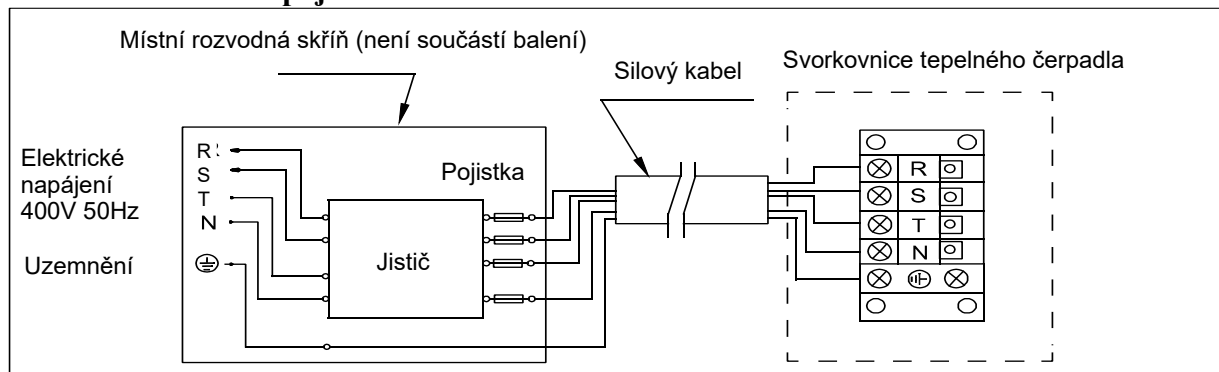 Místní rozvodná skříň (není součástí balení)
Silový kabel
Svorkovnice tepelného čerpadla
Elektrické
napájení
400V 50Hz
Uzemnění
R
S
T
N
Pojistka
Jistič
R
S
T
N